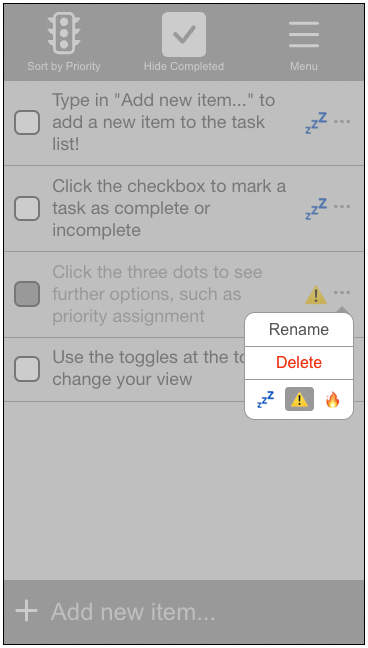 Sort by Priority
Hide Completed
Menu
Type in "Add new item..." to
add a new item to the task
list!
Click the checkbox to mark a
task as complete or
incomplete
Click the three dots to see
further options, such as
priority assignment
Use the toggles at the to
change your view
Rename
Delete
Add new item...